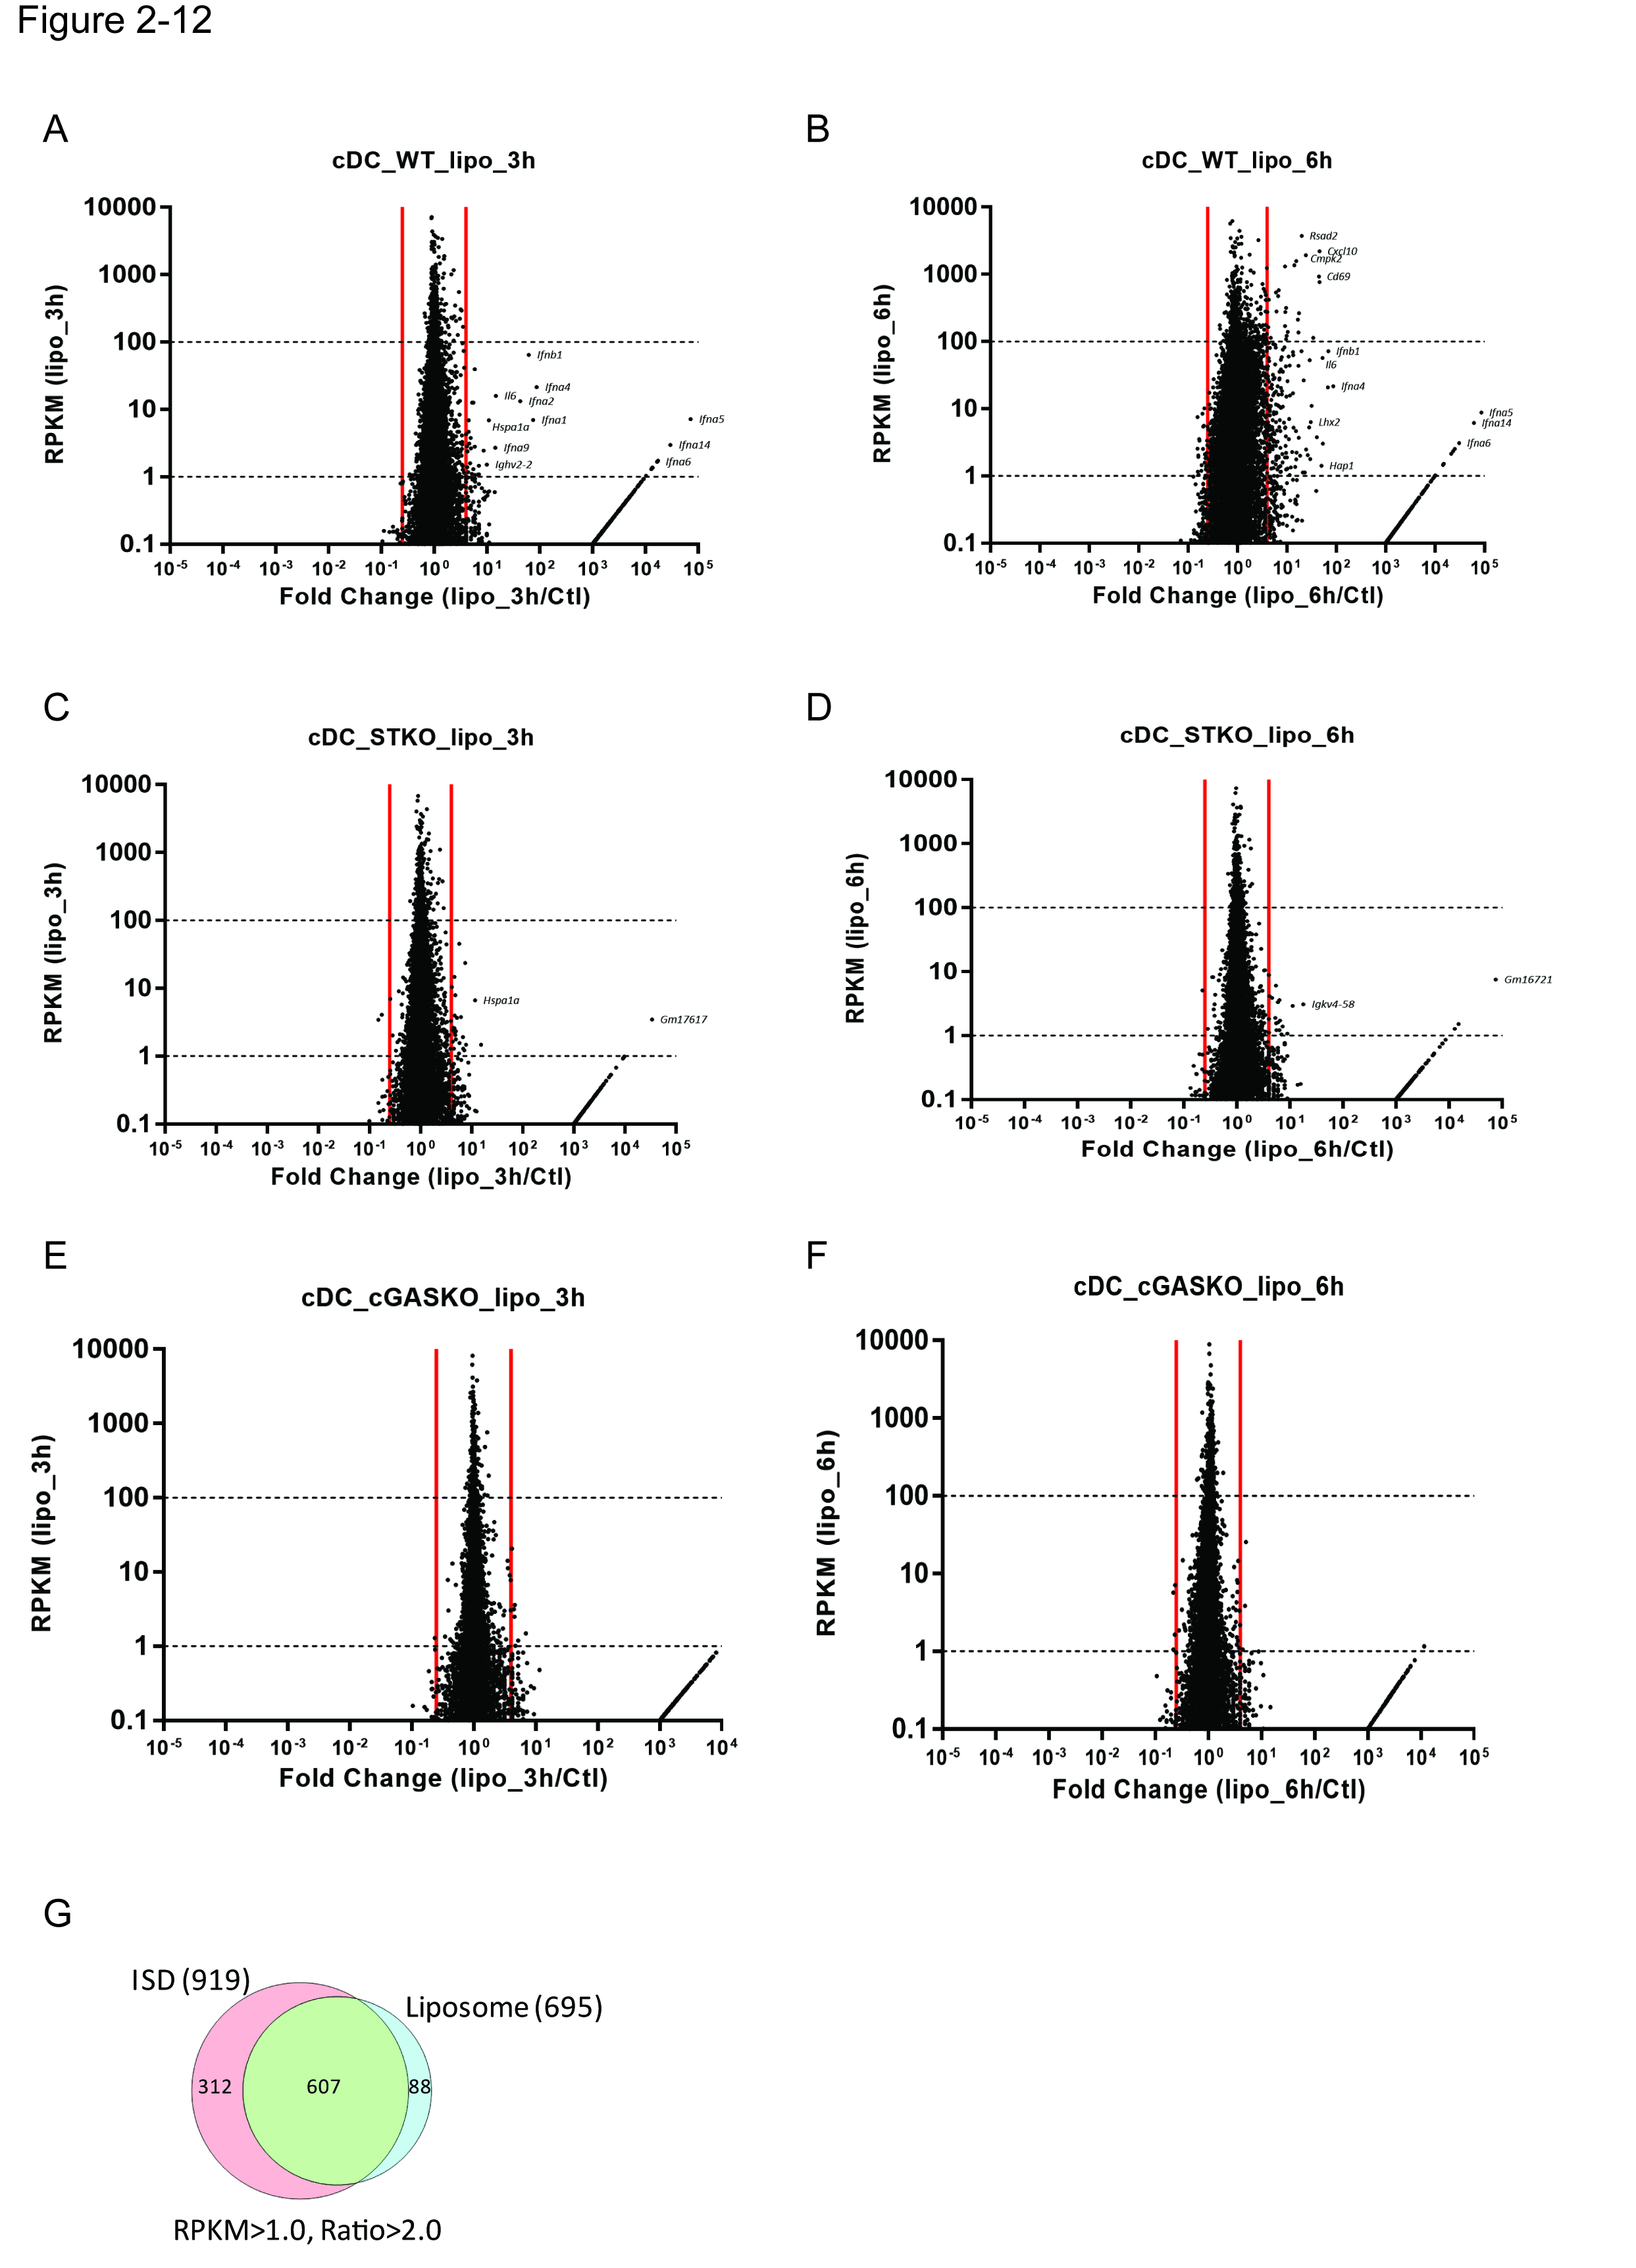 Figure 2-12
A
cDC_WT_lipo_3h
10000
1000
100
10
1
0.1
RPKM (lipo_3h)
Ifnb1
Ifna4
Il6
Ifna2
Ifna1
Hspa1a
Ifna9
Ighv2-2
Ifna5
Ifna14
Ifna6
10-5 10-4 10-3 10-2 10-1 100 101 102 103 104 105
Fold Change (lipo_3h/Ctl)
B
cDC_WT_lipo_6h
10000
1000
100
10
1
0.1
RPKM (lipo_6h)
Rsad2
Cxcl10
Cmpk2
Cd69
Ifnb1
Il6
Ifna4
Lhx2
Hap1
Ifna5
Ifna14
Ifna6
10-5 10-4 10-3 10-2 10-1 100 101 102 103 104 105
Fold Change (lipo_6h/Ctl)
C
cDC_STKO_lipo_3h
10000
1000
100
10
1
0.1
RPKM (lipo_3h)
Hspa1a
Gm17617
10-5 10-4 10-3 10-2 10-1 100 101 102 103 104 105
Fold Change (lipo_3h/Ctl)
D
cDC_STKO_lipo_6h
10000
1000
100
10
1
0.1
RPKM (lipo_6h)
Gm16721
Igkv4-58
10-5 10-4 10-3 10-2 10-1 100 101 102 103 104 105
Fold Change (lipo_6h/Ctl)
E
cDC_cGASKO_lipo_3h
10000
1000
100
10
1
0.1
RPKM (lipo_3h)
10-5 10-4 10-3 10-2 10-1 100 101 102 103 104
Fold Change (lipo_3h/Ctl)
F
cDC_cGASKO_lipo_6h
10000
1000
100
10
1
0.1
RPKM (lipo_6h)
10-5 10-4 10-3 10-2 10-1 100 101 102 103 104 105
Fold Change (lipo_6h/Ctl)
G
ISD (919)
Liposome (695)
312 607 88
RPKM>1.0, Ratio>2.0